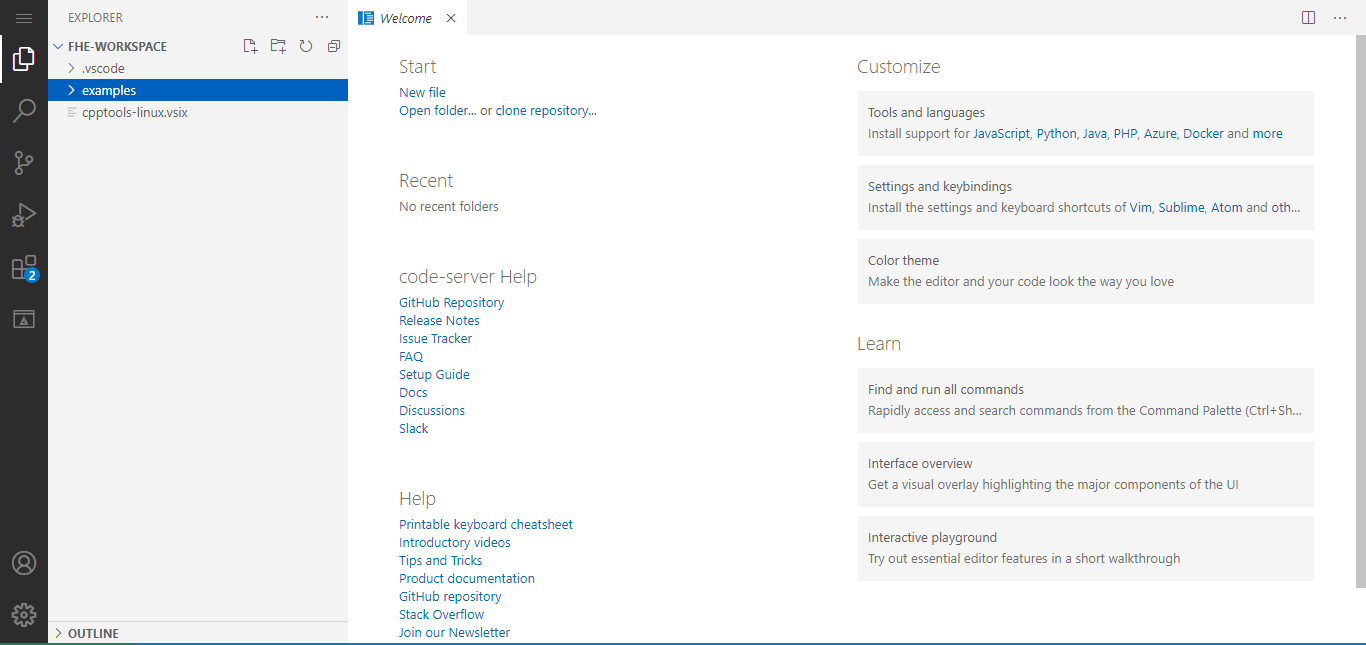 EXPLORER
FHE-WORKSPACE
.vscode
examples
cpptools-linux.vsix
OUTLINE
2
Welcome
Start
New file
Open folder... or clone repository...
Recent
No recent folders
code-server Help
GitHub Repository
Release Notes
Issue Tracker
FAQ
Setup Guide
Docs
Discussions
Slack
Help
Printable keyboard cheatsheet
Introductory videos
Tips and Tricks
Product documentation
GitHub repository
Stack Overflow
Join our Newsletter
Customize
Tools and languages
Install support for JavaScript, Python, Java, PHP, Azure, Docker and more
Settings and keybindings
Install the settings and keyboard shortcuts of Vim, Sublime, Atom and oth...
Color theme
Make the editor and your code look the way you love
Learn
Find and run all commands
Rapidly access and search commands from the Command Palette (Ctrl+Sh...
Interface overview
Get a visual overlay highlighting the major components of the UI
Interactive playground
Try out essential editor features in a short walkthrough